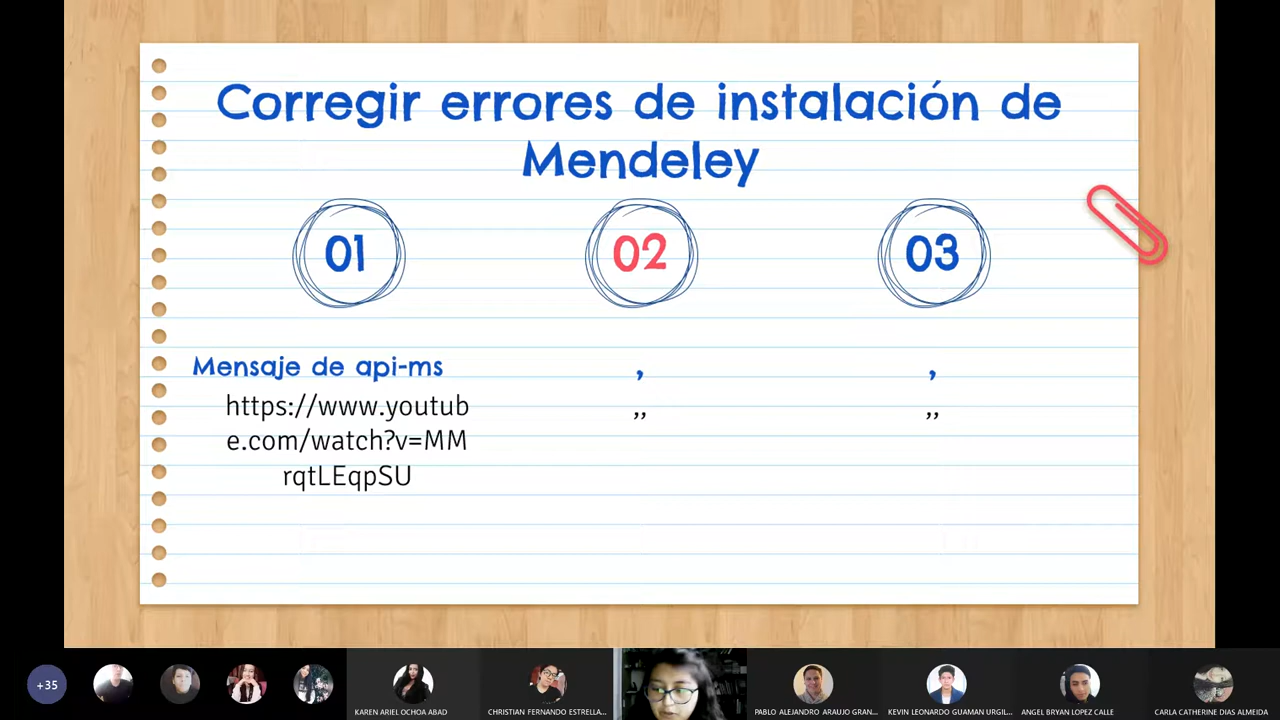 Corregir errores de instalación de
Mendeley
01
02
03
Mensaje de api-ms
https://www.youtub
e.com/watch?v=MM
rqtLEqpSU
,
,,
,
,,
+35
KAREN ARIEL OCHOA ABAD
CHRISTIAN FERNANDO ESTRELLA...
PABLO ALEJANDRO ARAUJO GRAN...
KEVIN LEONARDO GUAMAN URGIL...
ANGEL BRYAN LOPEZ CALLE
CARLA CATHERINE DIAS ALMEIDA